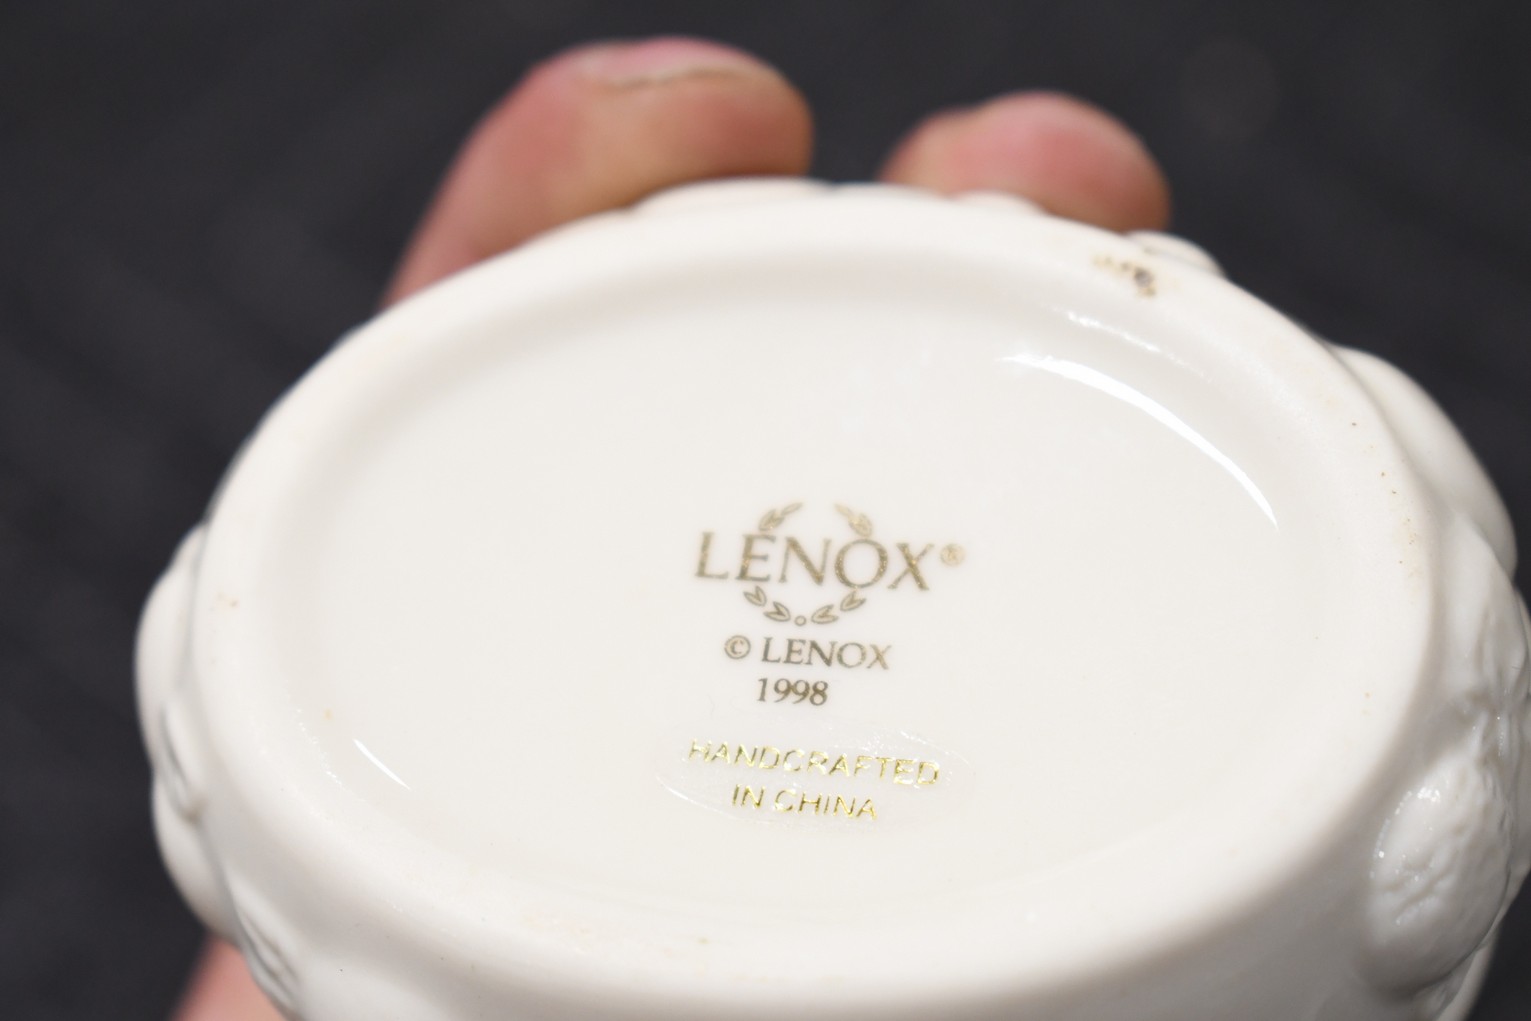 LENOX®
© LENOX
1998
HANDCRAFTED
IN CHINA